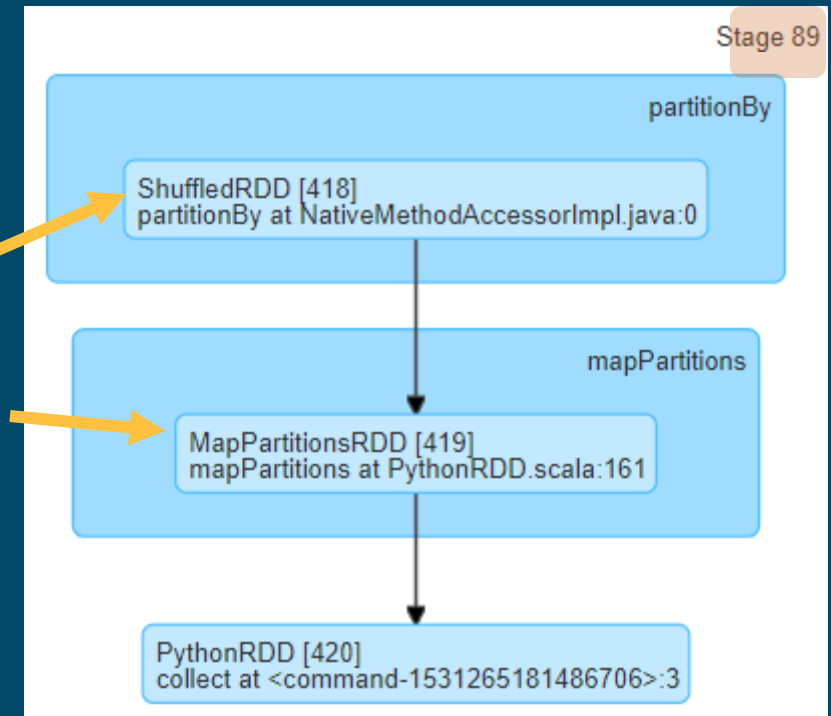 Stage 89
partitionBy
ShuffledRDD [418]
partitionBy at NativeMethodAccessorImpl.java:0
mapPartitions
MapPartitionsRDD [419]
mapPartitions at PythonRDD.scala:161
PythonRDD [420]
collect at <command-1531265181486706>:3